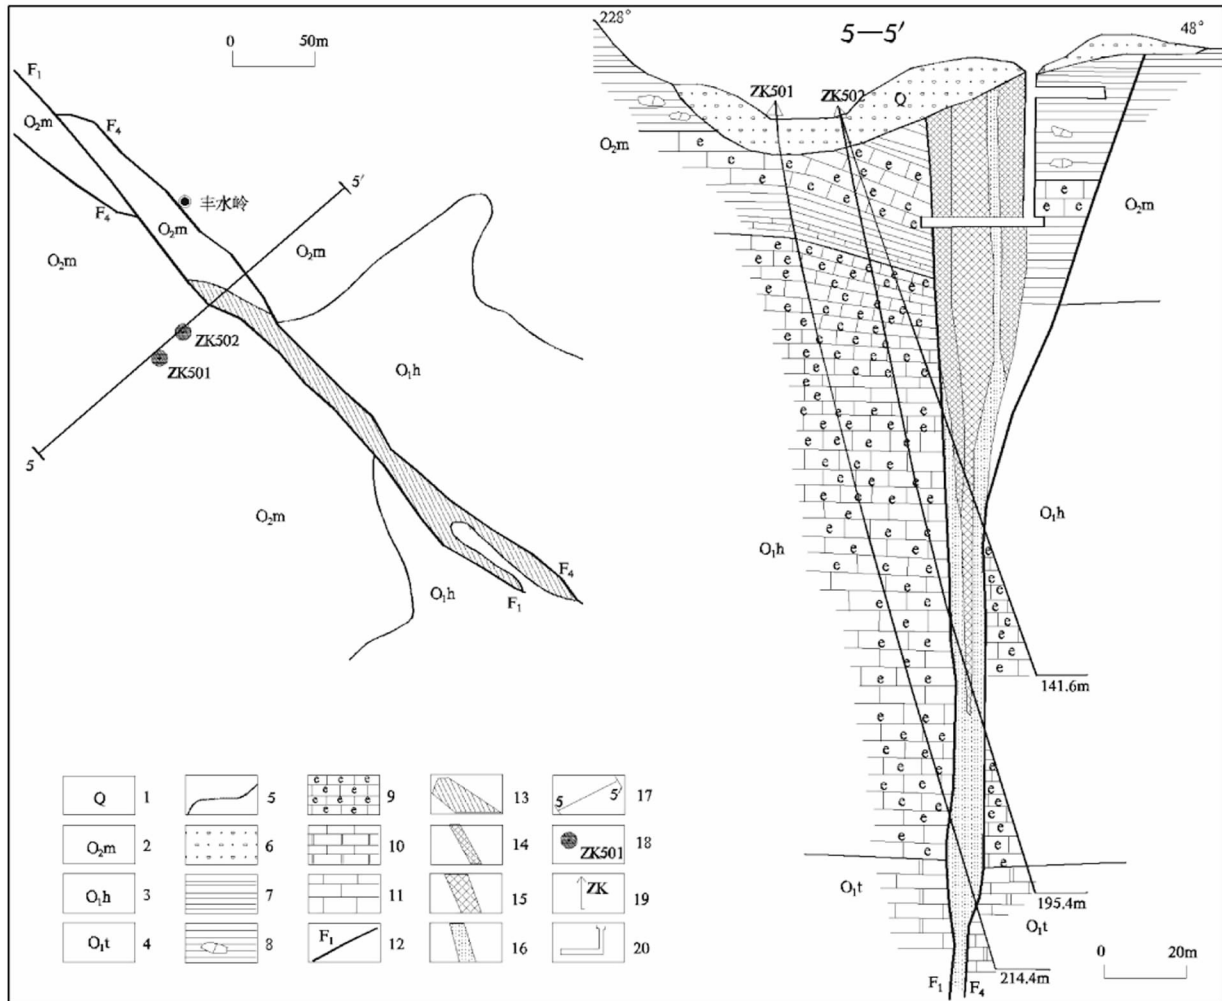 0 50m
F₁
O₂m
F₄
F₄
丰水岭
5′
O₂m
O₂m
O₂m
ZK502
ZK501
5
O₁h
O₂m
O₁h
F₁
F₄
228°
5—5′
48°
ZK501
ZK502
Q
O₂m
O₂m
O₁h
O₁h
141.6m
O₁t
195.4m
O₁t
214.4m
F₁
F₄
0 20m
Q 1
O₂m 2
O₁h 3
O₁t 4
5
6
7
8
9
10
11
F₁ 12
13
14
15
16
5 5′ 17
ZK501 18
ZK 19
20